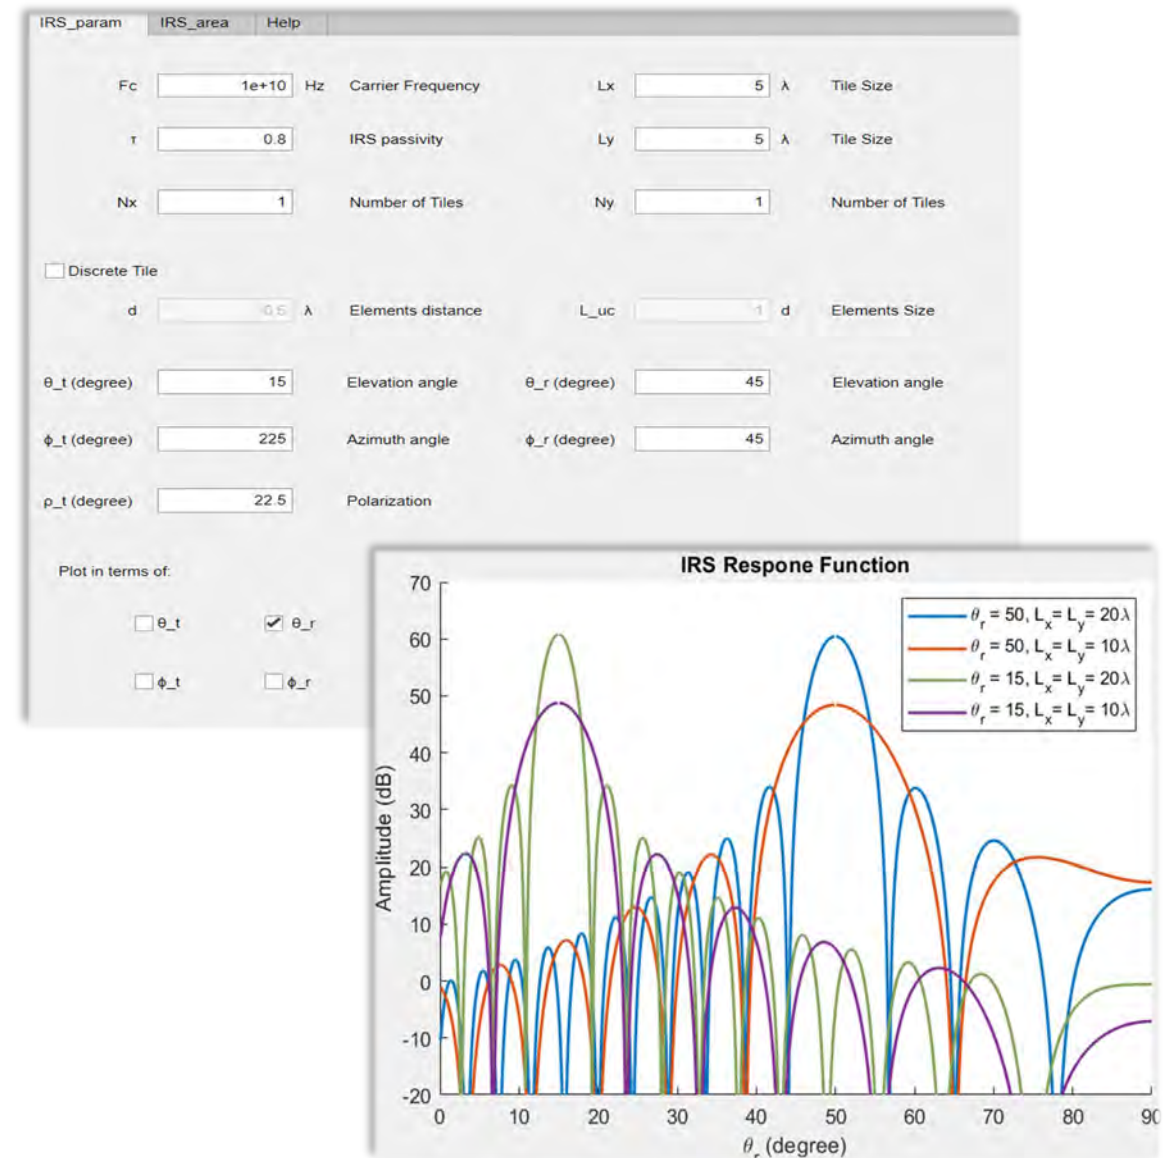 IRS_param IRS_area Help
Fc 1e+10 Hz Carrier Frequency Lx 5 λ Tile Size
τ 0.8 IRS passivity Ly 5 λ Tile Size
Nx 1 Number of Tiles Ny 1 Number of Tiles
Discrete Tile
d 0.5 λ Elements distance L_uc 1 d Elements Size
θ_t (degree) 15 Elevation angle θ_r (degree) 45 Elevation angle
ϕ_t (degree) 225 Azimuth angle ϕ_r (degree) 45 Azimuth angle
ρ_t (degree) 22.5 Polarization
Plot in terms of:
θ_t θ_r
ϕ_t ϕ_r
IRS Respone Function
θr = 50, Lx= Ly= 20λ
θr = 50, Lx= Ly= 10λ
θr = 15, Lx= Ly= 20λ
θr = 15, Lx= Ly= 10λ
70
60
50
40
30
20
10
0
-10
-20
Amplitude (dB)
0 10 20 30 40 50 60 70 80 90
θr (degree)